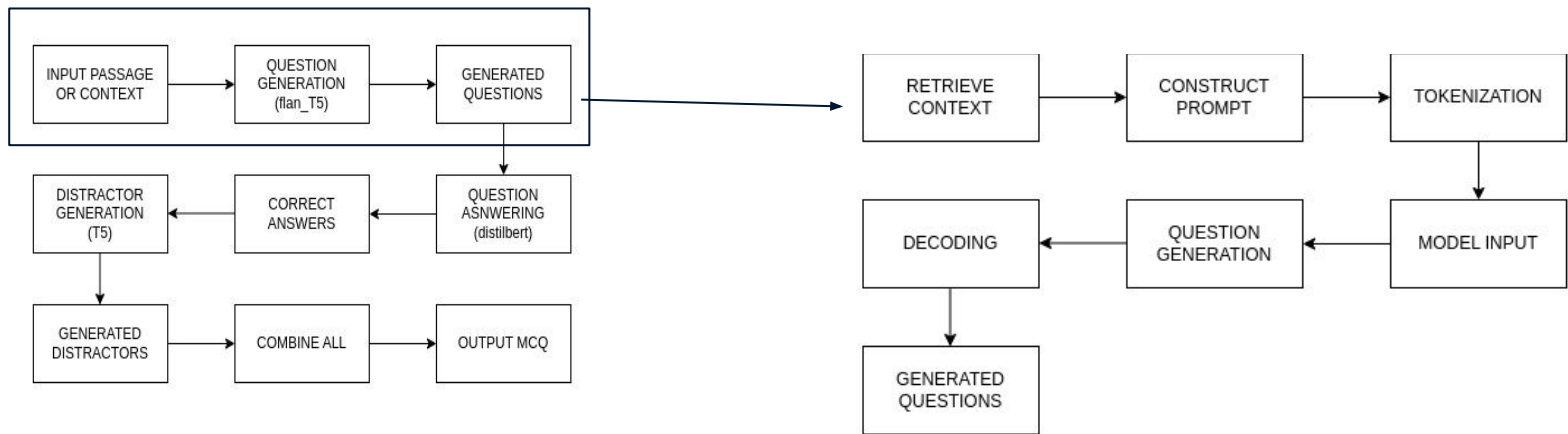 INPUT PASSAGE
OR CONTEXT
QUESTION
GENERATION
(flan_T5)
GENERATED
QUESTIONS
DISTRACTOR
GENERATION
(T5)
CORRECT
ANSWERS
QUESTION
ASNWERING
(distilbert)
GENERATED
DISTRACTORS
COMBINE ALL
OUTPUT MCQ
RETRIEVE
CONTEXT
CONSTRUCT
PROMPT
TOKENIZATION
DECODING
QUESTION
GENERATION
MODEL INPUT
GENERATED
QUESTIONS